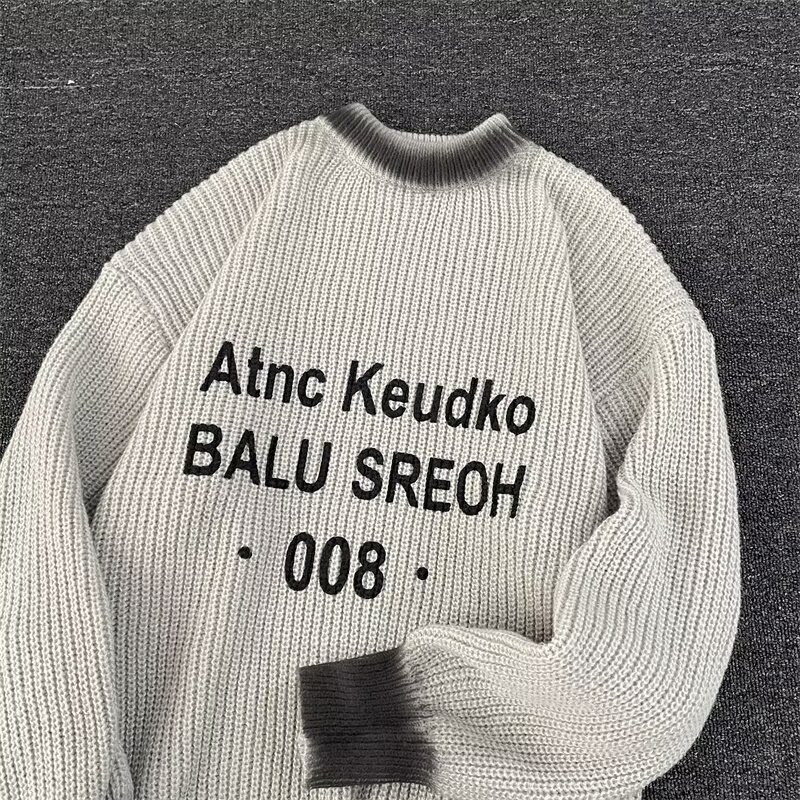 Atnc Keudko
BALU SREOH
· 008 ·